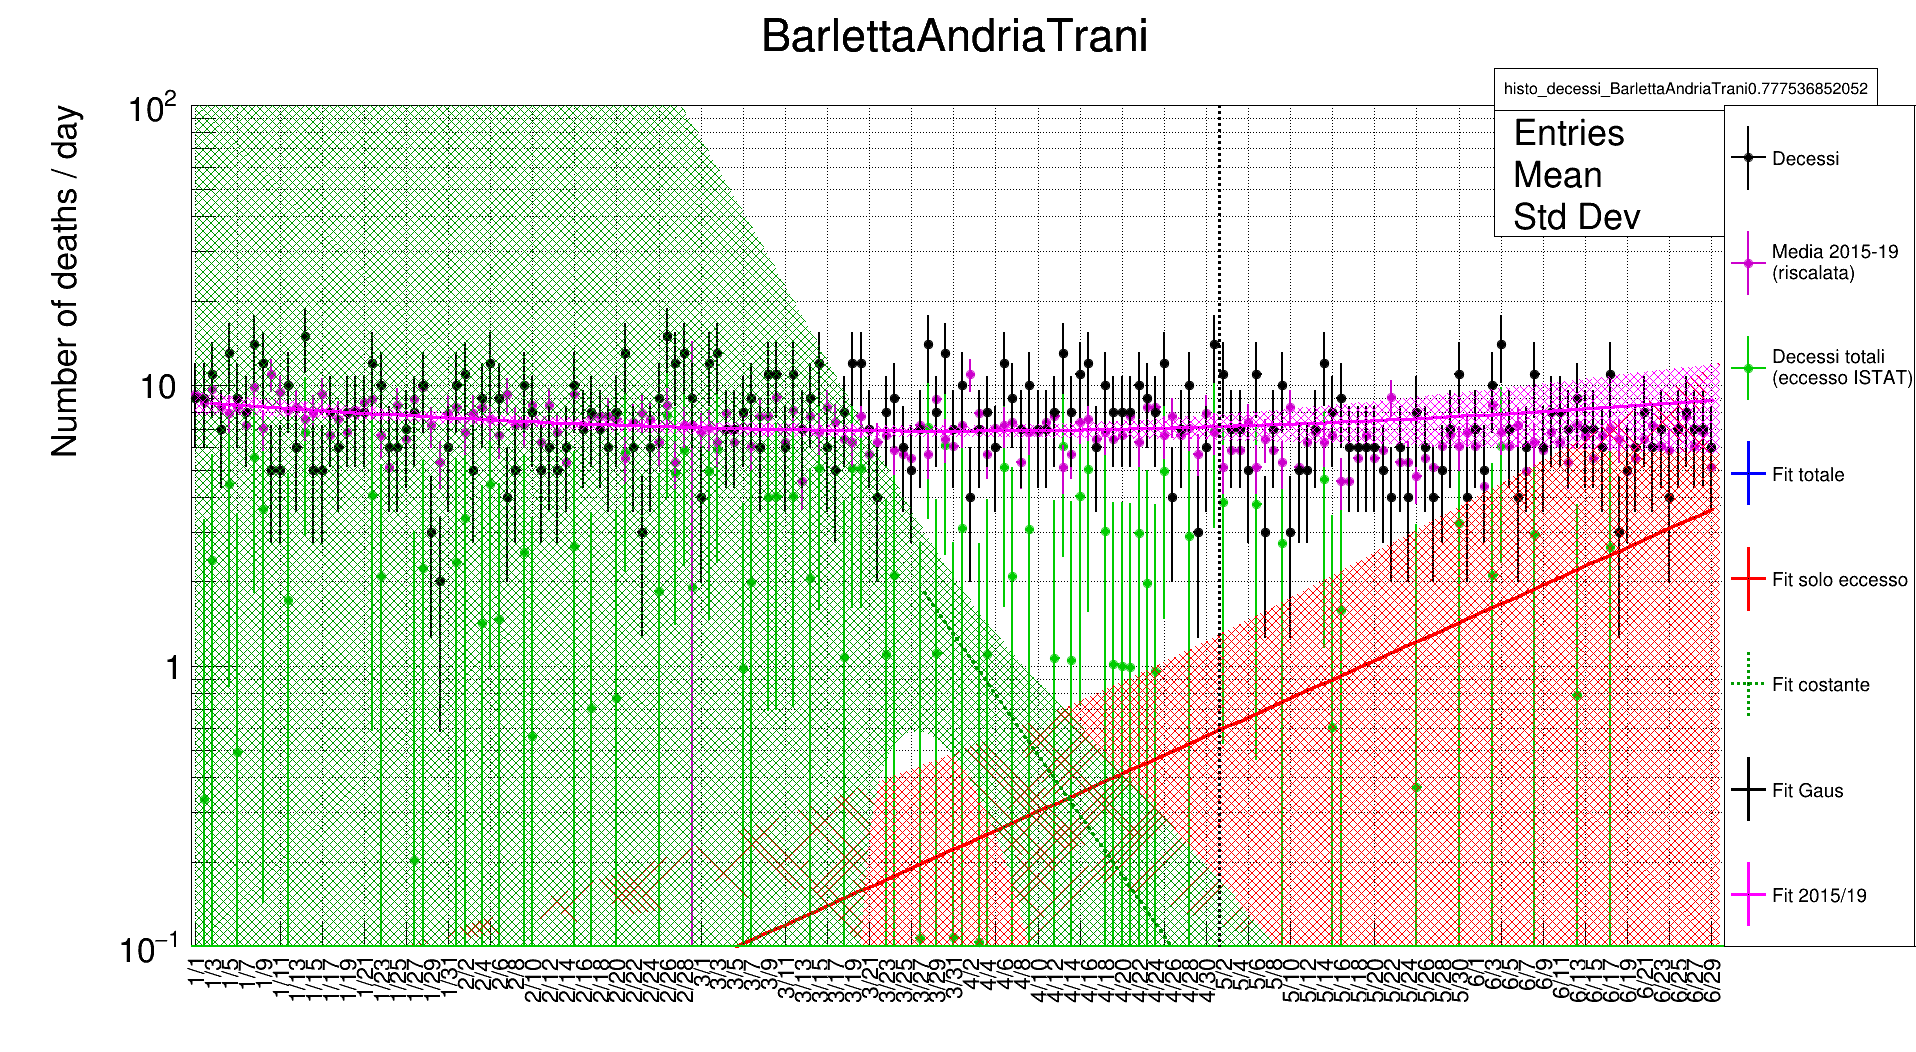 BarlettaAndriaTrani
histo_decessi_BarlettaAndriaTrani0.777536852052
Entries
Mean
Std Dev
Number of deaths / day
10²
10
1
10⁻¹
Decessi
Media 2015-19
(riscalata)
Decessi totali
(eccesso ISTAT)
Fit totale
Fit solo eccesso
Fit costante
Fit Gaus
Fit 2015/19
1/1 1/3 1/5 1/7 1/9 1/11 1/13 1/15 1/17 1/19 1/21 1/23 1/25 1/27 1/29 1/31 2/2 2/4 2/6 2/8 2/10 2/12 2/14 2/16 2/18 2/20 2/22 2/24 2/26 2/28 3/1 3/3 3/5 3/7 3/9 3/11 3/13 3/15 3/17 3/19 3/21 3/23 3/25 3/27 3/29 3/31 4/2 4/4 4/6 4/8 4/10 4/12 4/14 4/16 4/18 4/20 4/22 4/24 4/26 4/28 4/30 5/2 5/4 5/6 5/8 5/10 5/12 5/14 5/16 5/18 5/20 5/22 5/24 5/26 5/28 5/30 6/1 6/3 6/5 6/7 6/9 6/11 6/13 6/15 6/17 6/19 6/21 6/23 6/25 6/27 6/29